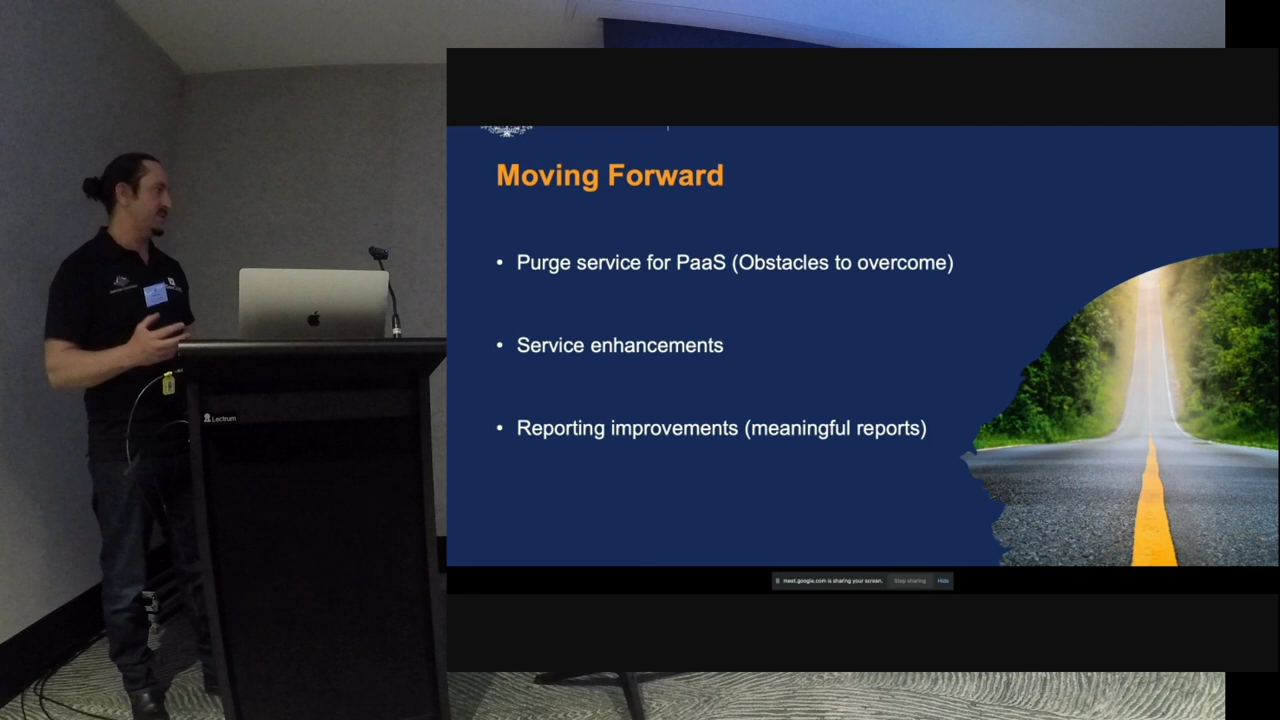 Moving Forward
• Purge service for PaaS (Obstacles to overcome)
• Service enhancements
• Reporting improvements (meaningful reports)
Lectrum
meet.google.com is sharing your screen. Stop sharing Hide